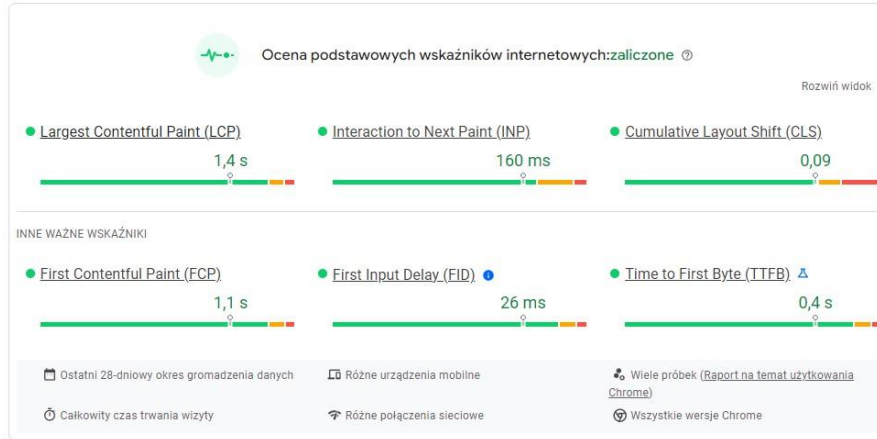 Ocena podstawowych wskaźników internetowych:zaliczone
Rozwiń widok
Largest Contentful Paint (LCP)
1,4 s
Interaction to Next Paint (INP)
160 ms
Cumulative Layout Shift (CLS)
0,09
INNE WAŻNE WSKAŹNIKI
First Contentful Paint (FCP)
1,1 s
First Input Delay (FID)
26 ms
Time to First Byte (TTFB)
0,4 s
Ostatni 28-dniowy okres gromadzenia danych
Różne urządzenia mobilne
Wiele próbek (Raport na temat użytkowania
Chrome)
Całkowity czas trwania wizyty
Różne połączenia sieciowe
Wszystkie wersje Chrome